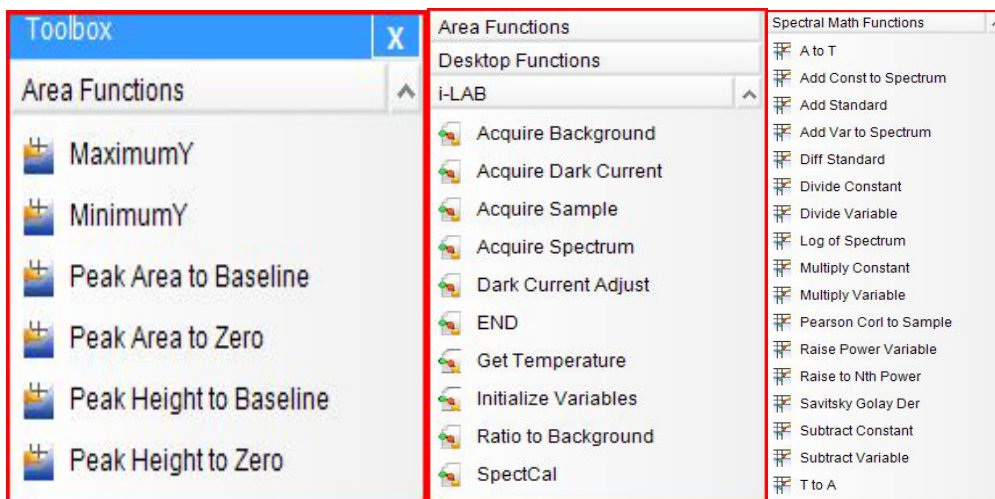 Toolbox
X
Area Functions
MaximumY
MinimumY
Peak Area to Baseline
Peak Area to Zero
Peak Height to Baseline
Peak Height to Zero
Area Functions
Desktop Functions
i-LAB
Acquire Background
Acquire Dark Current
Acquire Sample
Acquire Spectrum
Dark Current Adjust
END
Get Temperature
Initialize Variables
Ratio to Background
SpectCal
Spectral Math Functions
A to T
Add Const to Spectrum
Add Standard
Add Var to Spectrum
Diff Standard
Divide Constant
Divide Variable
Log of Spectrum
Multiply Constant
Multiply Variable
Pearson Corl to Sample
Raise Power Variable
Raise to Nth Power
Savitsky Golay Der
Subtract Constant
Subtract Variable
T to A